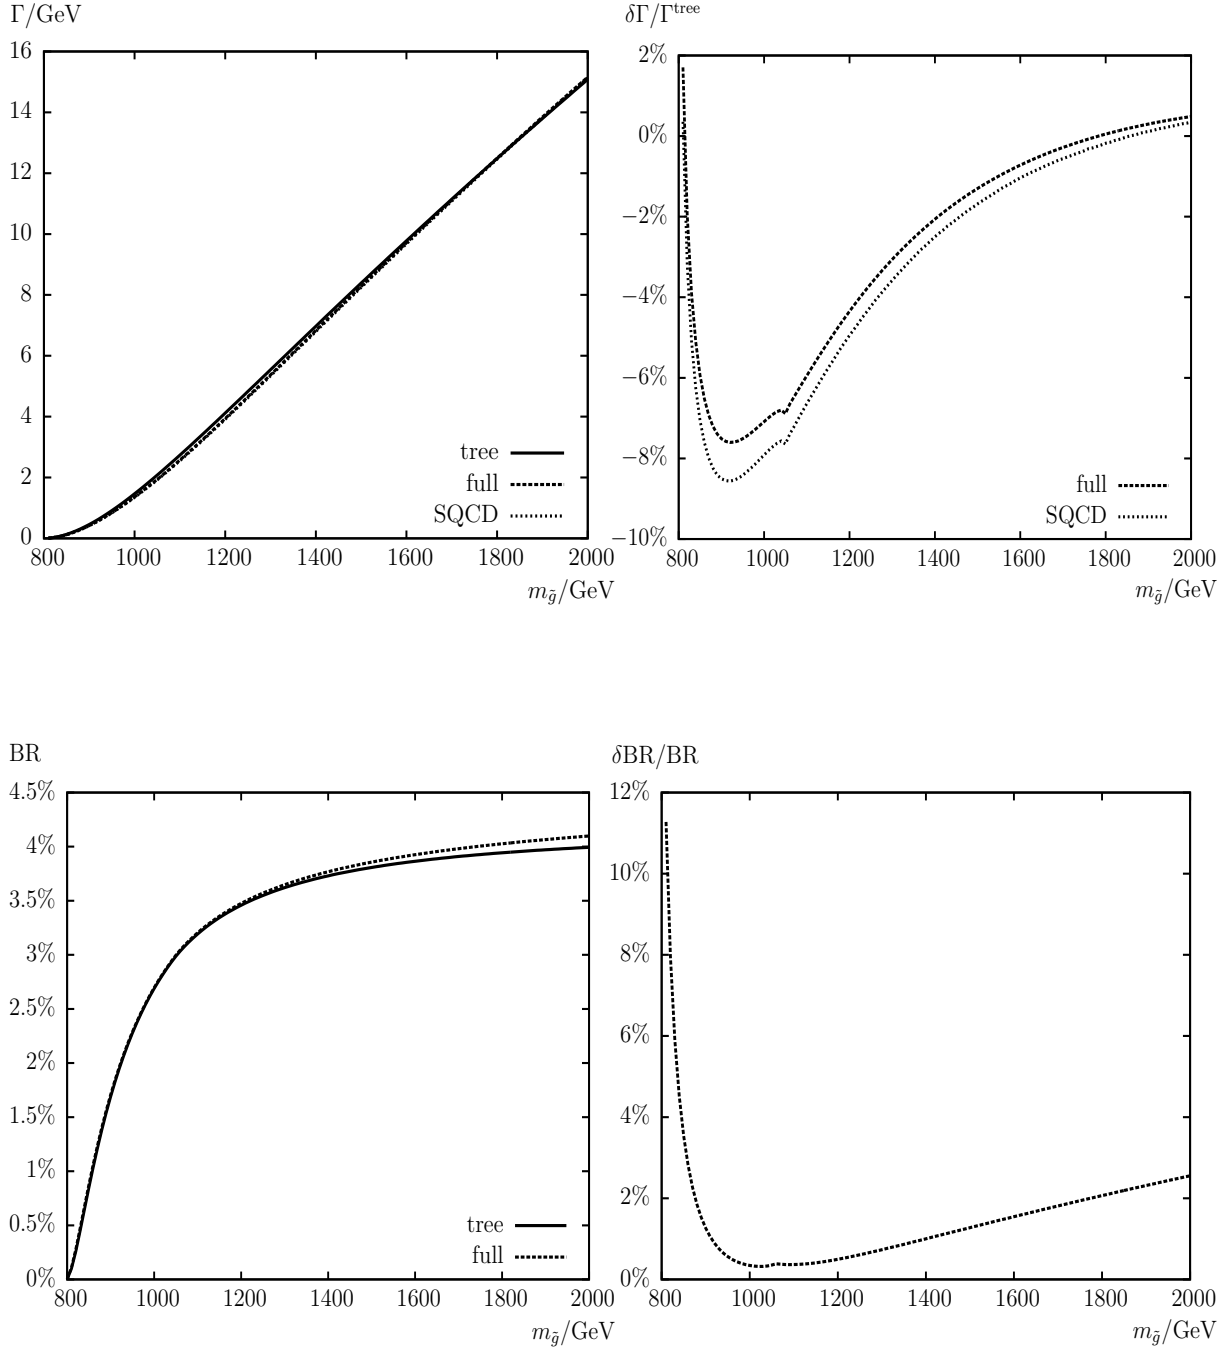 Γ/GeV
16
14
12
10
8
6
4
2
0
tree
full
SQCD
800 1000 1200 1400 1600 1800 2000
m_g̃/GeV
δΓ/Γ^tree
2%
0%
−2%
−4%
−6%
−8%
−10%
full
SQCD
800 1000 1200 1400 1600 1800 2000
m_g̃/GeV
BR
4.5%
4%
3.5%
3%
2.5%
2%
1.5%
1%
0.5%
0%
tree
full
800 1000 1200 1400 1600 1800 2000
m_g̃/GeV
δBR/BR
12%
10%
8%
6%
4%
2%
0%
800 1000 1200 1400 1600 1800 2000
m_g̃/GeV